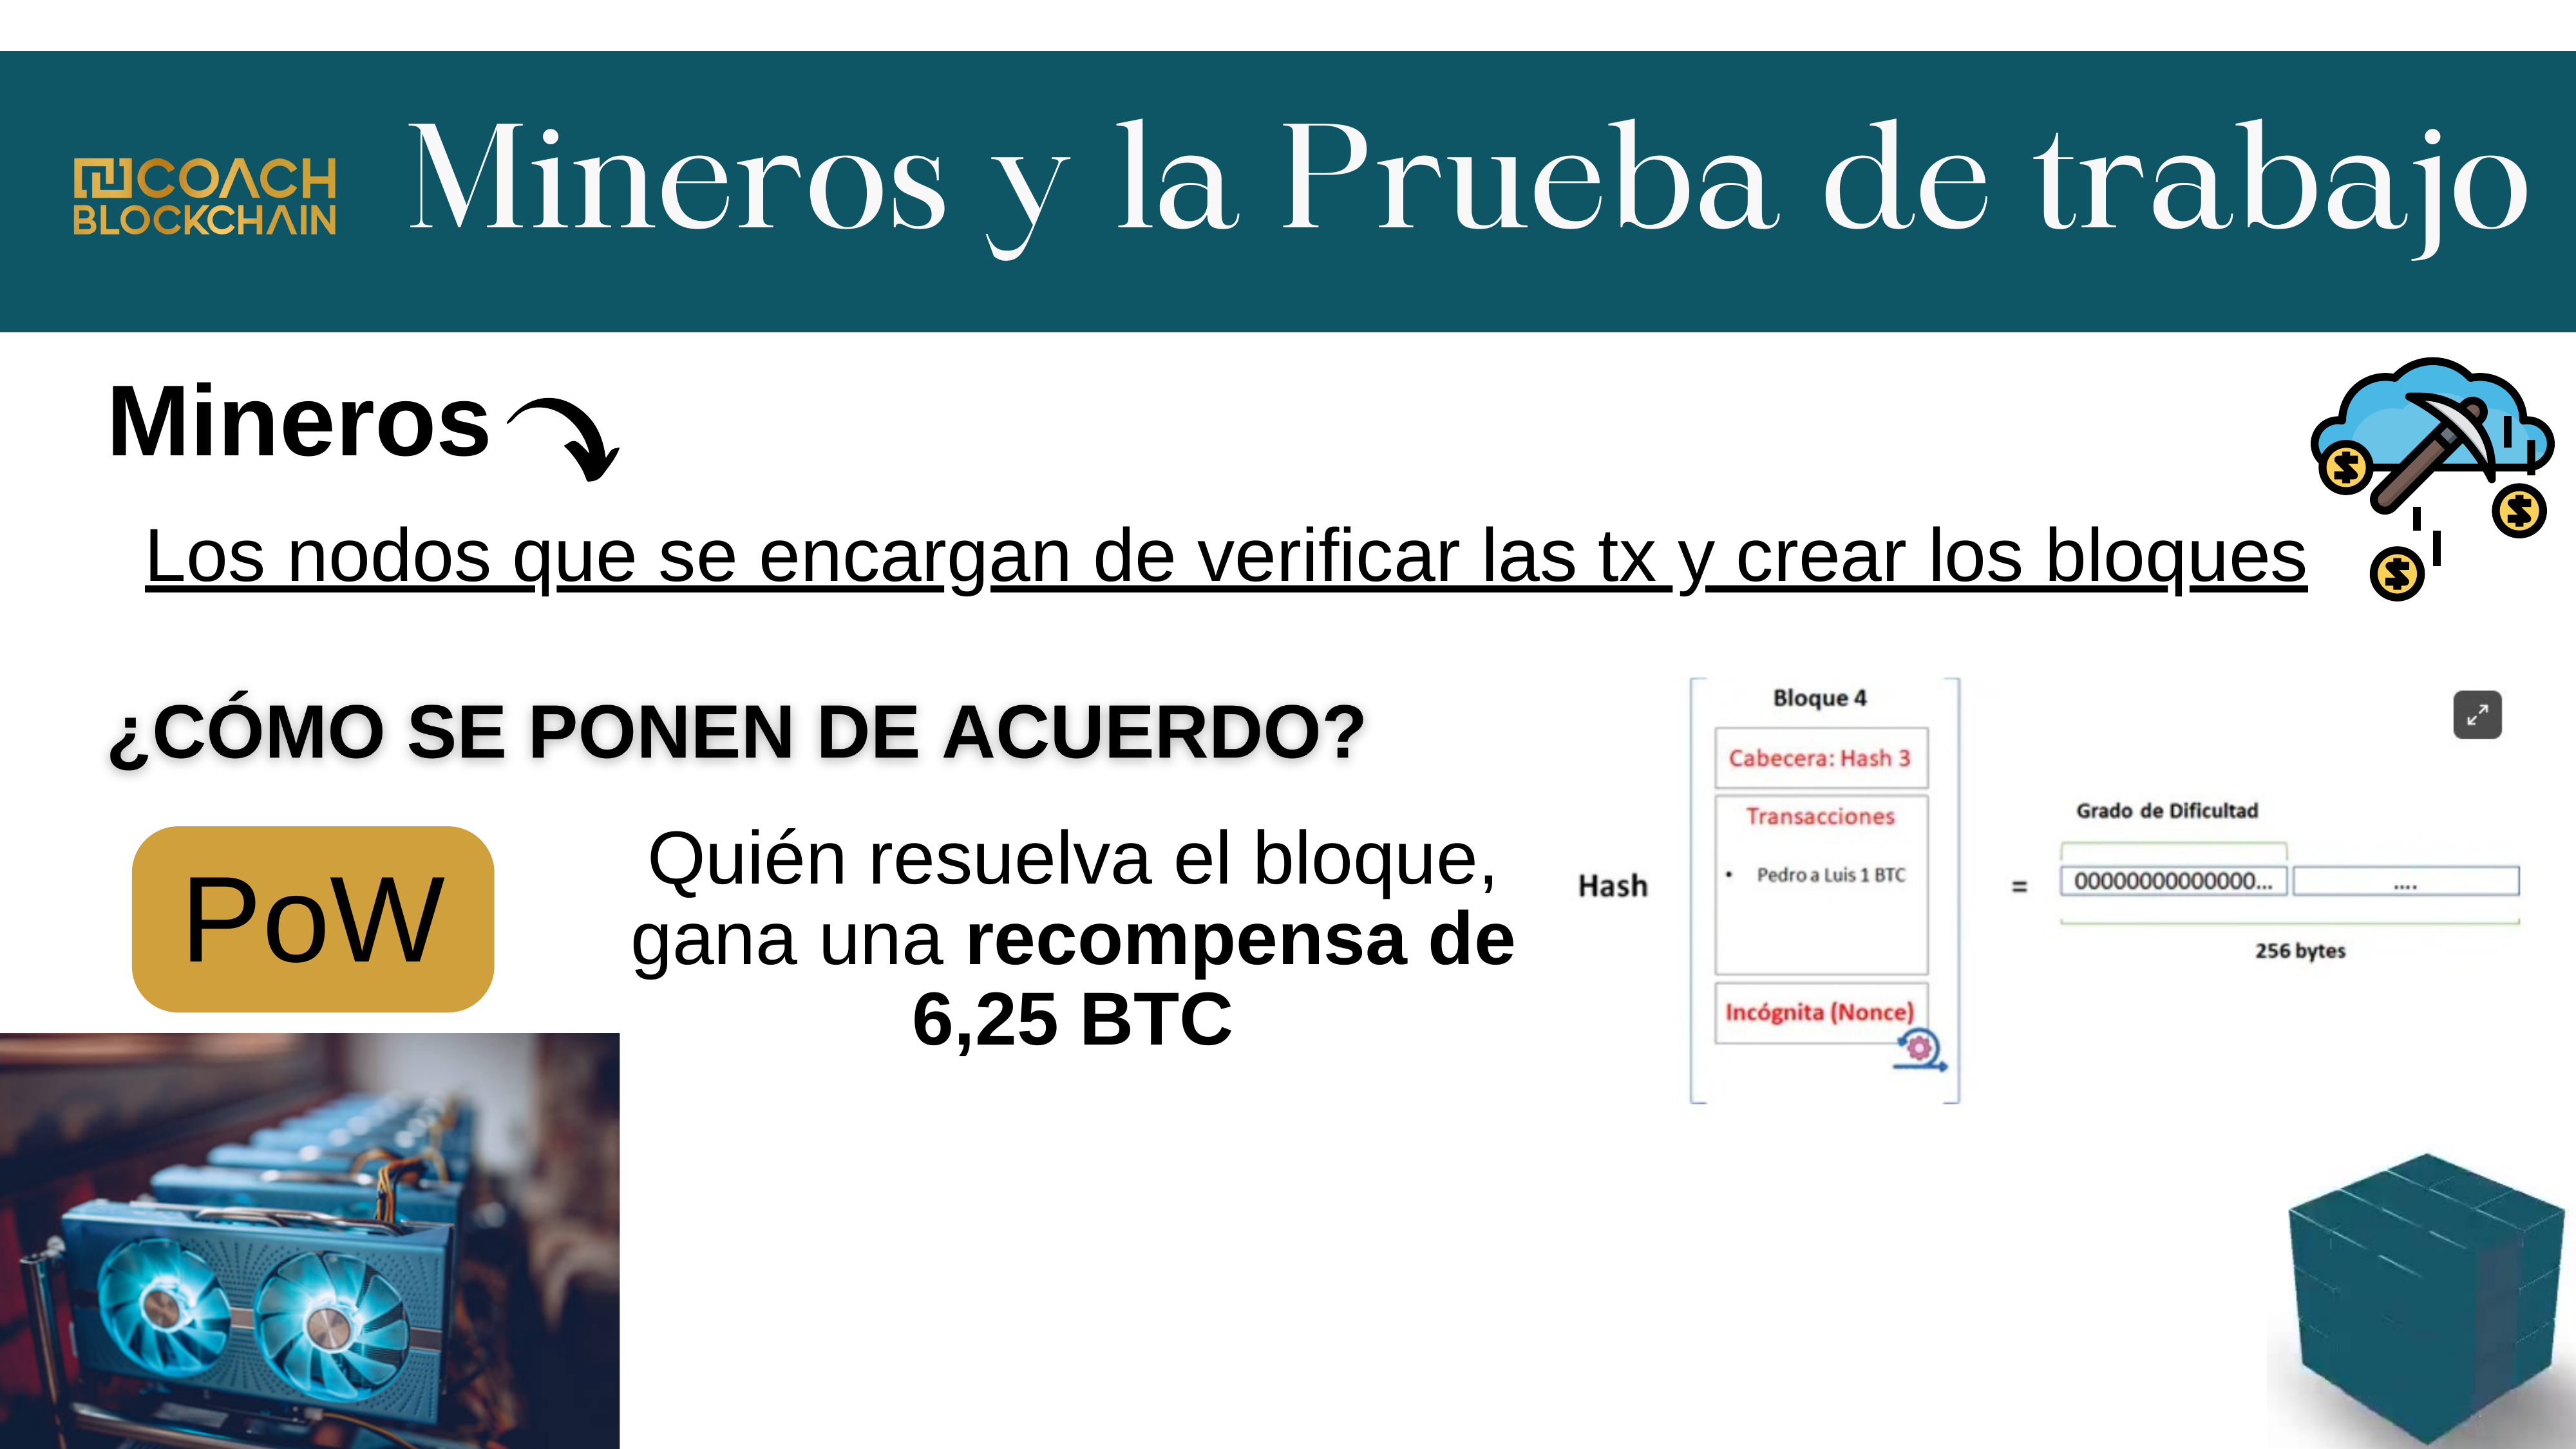 COACH
BLOCKCHAIN
Mineros y la Prueba de trabajo
Mineros
Los nodos que se encargan de verificar las tx y crear los bloques
¿CÓMO SE PONEN DE ACUERDO?
PoW
Quién resuelva el bloque,
gana una recompensa de
6,25 BTC
Hash
Bloque 4
Cabecera: Hash 3
Transacciones
• Pedro a Luis 1 BTC
Incógnita (Nonce)
=
Grado de Dificultad
00000000000000...
....
256 bytes